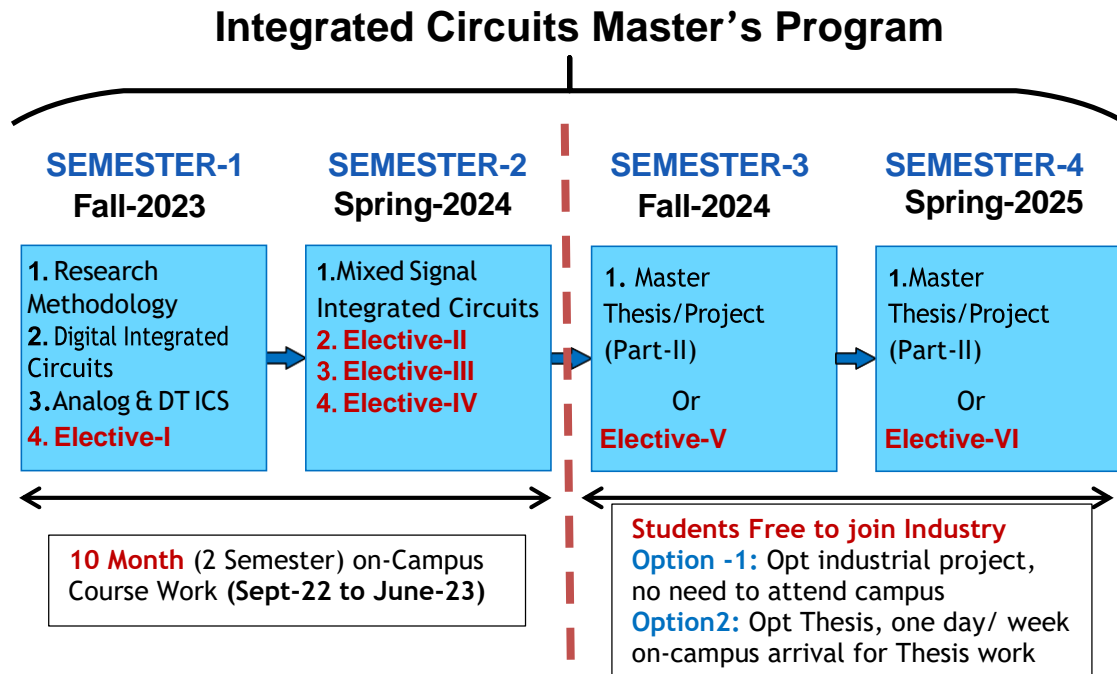 Integrated Circuits Master's Program
SEMESTER-1
Fall-2023
SEMESTER-2
Spring-2024
SEMESTER-3
Fall-2024
SEMESTER-4
Spring-2025
1. Research
Methodology
2. Digital Integrated
Circuits
3.Analog & DT ICS
4. Elective-I
1.Mixed Signal
Integrated Circuits
2. Elective-II
3. Elective-III
4. Elective-IV
1. Master
Thesis/Project
(Part-II)
Or
Elective-V
1.Master
Thesis/Project
(Part-II)
Or
Elective-VI
10 Month (2 Semester) on-Campus
Course Work (Sept-22 to June-23)
Students Free to join Industry
Option -1: Opt industrial project,
no need to attend campus
Option2: Opt Thesis, one day/ week
on-campus arrival for Thesis work